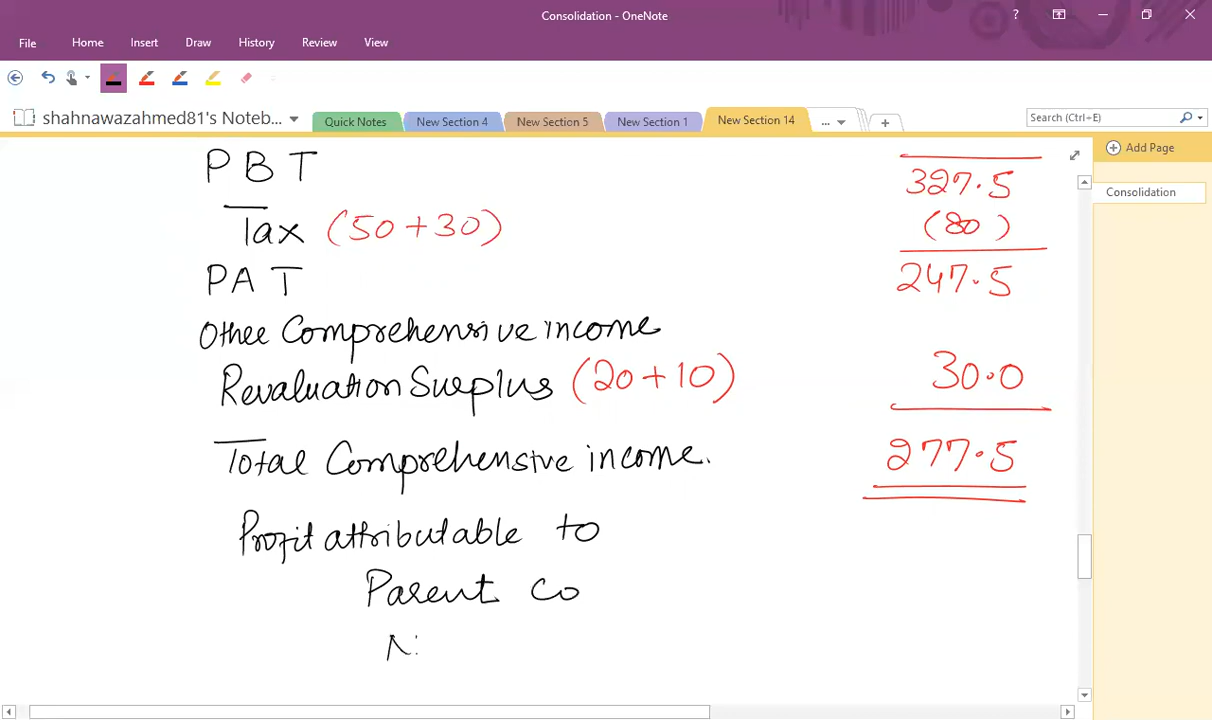 Consolidation - OneNote
File Home Insert Draw History Review View
shahnawazahmed81's Noteb... Quick Notes New Section 4 New Section 5 New Section 1 New Section 14 ... Search (Ctrl+E)
Add Page
Consolidation
PBT 327.5
Tax (50+30) (80)
PAT 247.5
Other Comprehensive income
Revaluation Surplus (20+10) 30.0
Total Comprehensive income. 277.5
Profit attributable to
Parent Co